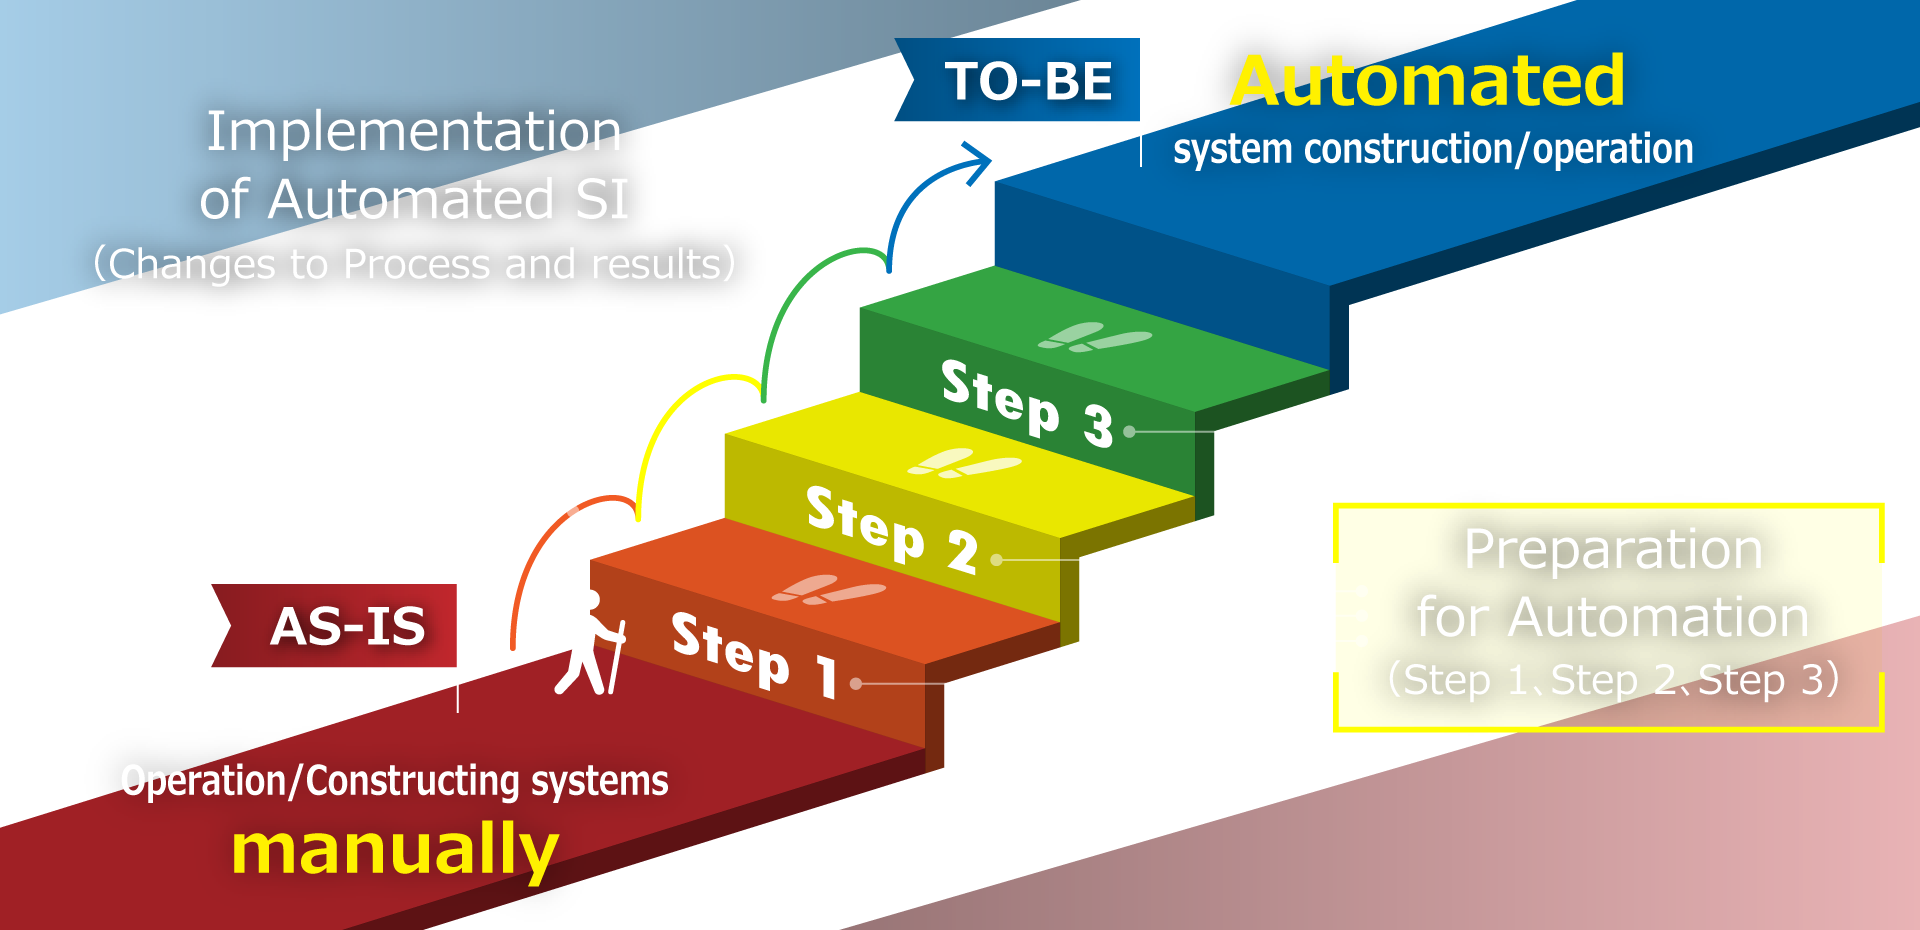 Implementation
of Automated SI
（Changes to Process and results）
TO-BE
Automated
system construction/operation
Step 3
Step 2
Step 1
AS-IS
Operation/Constructing systems
manually
Preparation
for Automation
（Step 1、Step 2、Step 3）